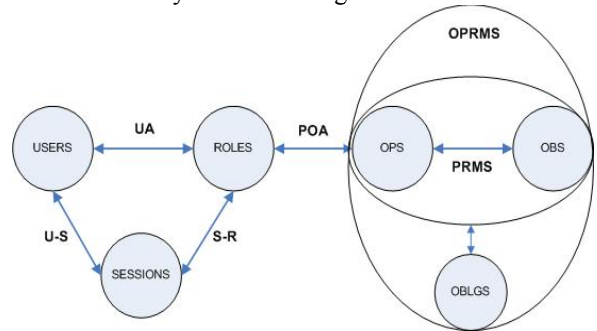 OPRMS
UA
POA
USERS
ROLES
OPS
OBS
PRMS
U-S
S-R
SESSIONS
OBLGS